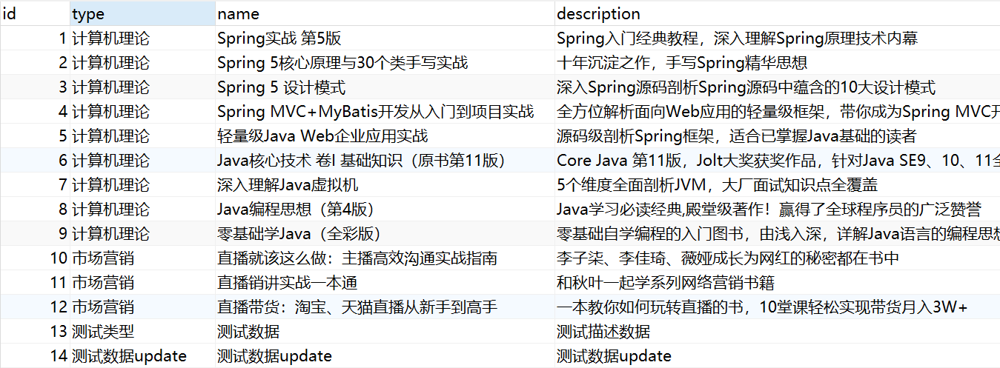 id type name description
1 计算机理论 Spring实战 第5版 Spring入门经典教程，深入理解Spring原理技术内幕
2 计算机理论 Spring 5核心原理与30个类手写实战 十年沉淀之作，手写Spring精华思想
3 计算机理论 Spring 5 设计模式 深入Spring源码剖析Spring源码中蕴含的10大设计模式
4 计算机理论 Spring MVC+MyBatis开发从入门到项目实战 全方位解析面向Web应用的轻量级框架，带你成为Spring MVC开
5 计算机理论 轻量级Java Web企业应用实战 源码级剖析Spring框架，适合已掌握Java基础的读者
6 计算机理论 Java核心技术 卷I 基础知识（原书第11版） Core Java 第11版，Jolt大奖获奖作品，针对Java SE9、10、11全
7 计算机理论 深入理解Java虚拟机 5个维度全面剖析JVM，大厂面试知识点全覆盖
8 计算机理论 Java编程思想（第4版） Java学习必读经典,殿堂级著作！赢得了全球程序员的广泛赞誉
9 计算机理论 零基础学Java（全彩版） 零基础自学编程的入门图书，由浅入深，详解Java语言的编程思想
10 市场营销 直播就该这么做：主播高效沟通实战指南 李子柒、李佳琦、薇娅成长为网红的秘密都在书中
11 市场营销 直播销讲实战一本通 和秋叶一起学系列网络营销书籍
12 市场营销 直播带货：淘宝、天猫直播从新手到高手 一本教你如何玩转直播的书，10堂课轻松实现带货月入3W+
13 测试类型 测试数据 测试描述数据
14 测试数据update 测试数据update 测试数据update